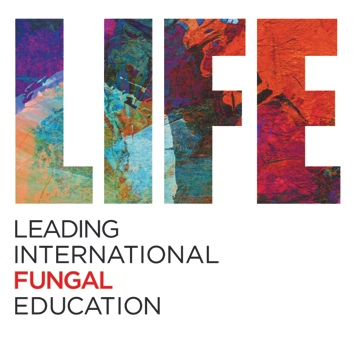 LIFE
LEADING
INTERNATIONAL
FUNGAL
EDUCATION